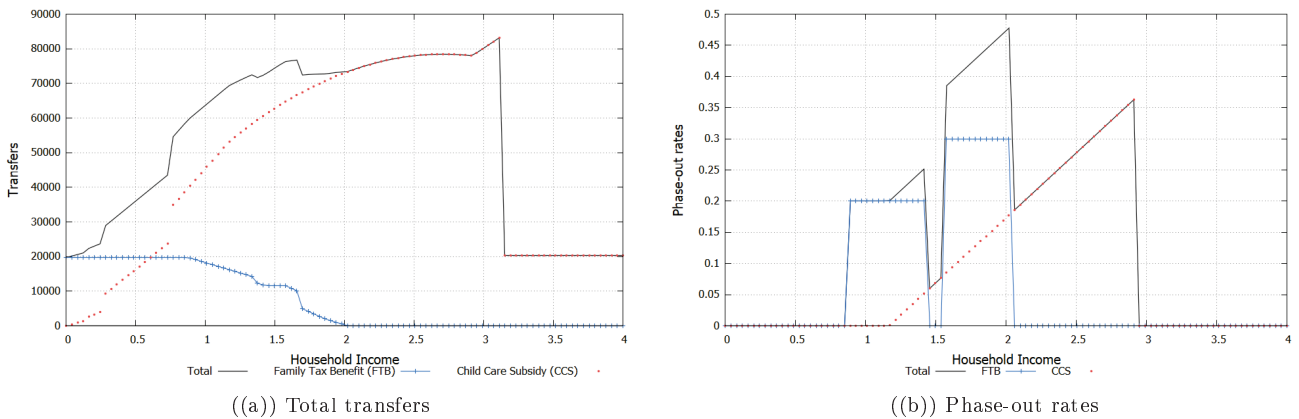 90000
80000
70000
60000
50000
40000
30000
20000
10000
0
Transfers
0 0.5 1 1.5 2 2.5 3 3.5 4
Household Income
Total Family Tax Benefit (FTB) Child Care Subsidy (CCS)
((a)) Total transfers
0.5
0.45
0.4
0.35
0.3
0.25
0.2
0.15
0.1
0.05
0
Phase-out rates
0 0.5 1 1.5 2 2.5 3 3.5 4
Household Income
Total FTB CCS
((b)) Phase-out rates